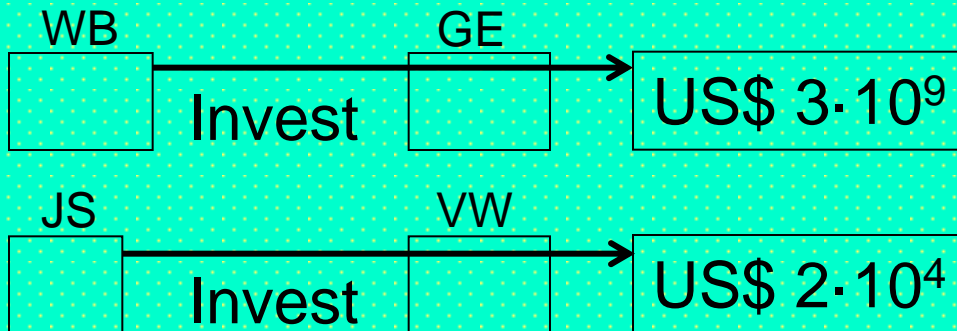 WB GE
Invest US$ 3·10⁹
JS VW
Invest US$ 2·10⁴